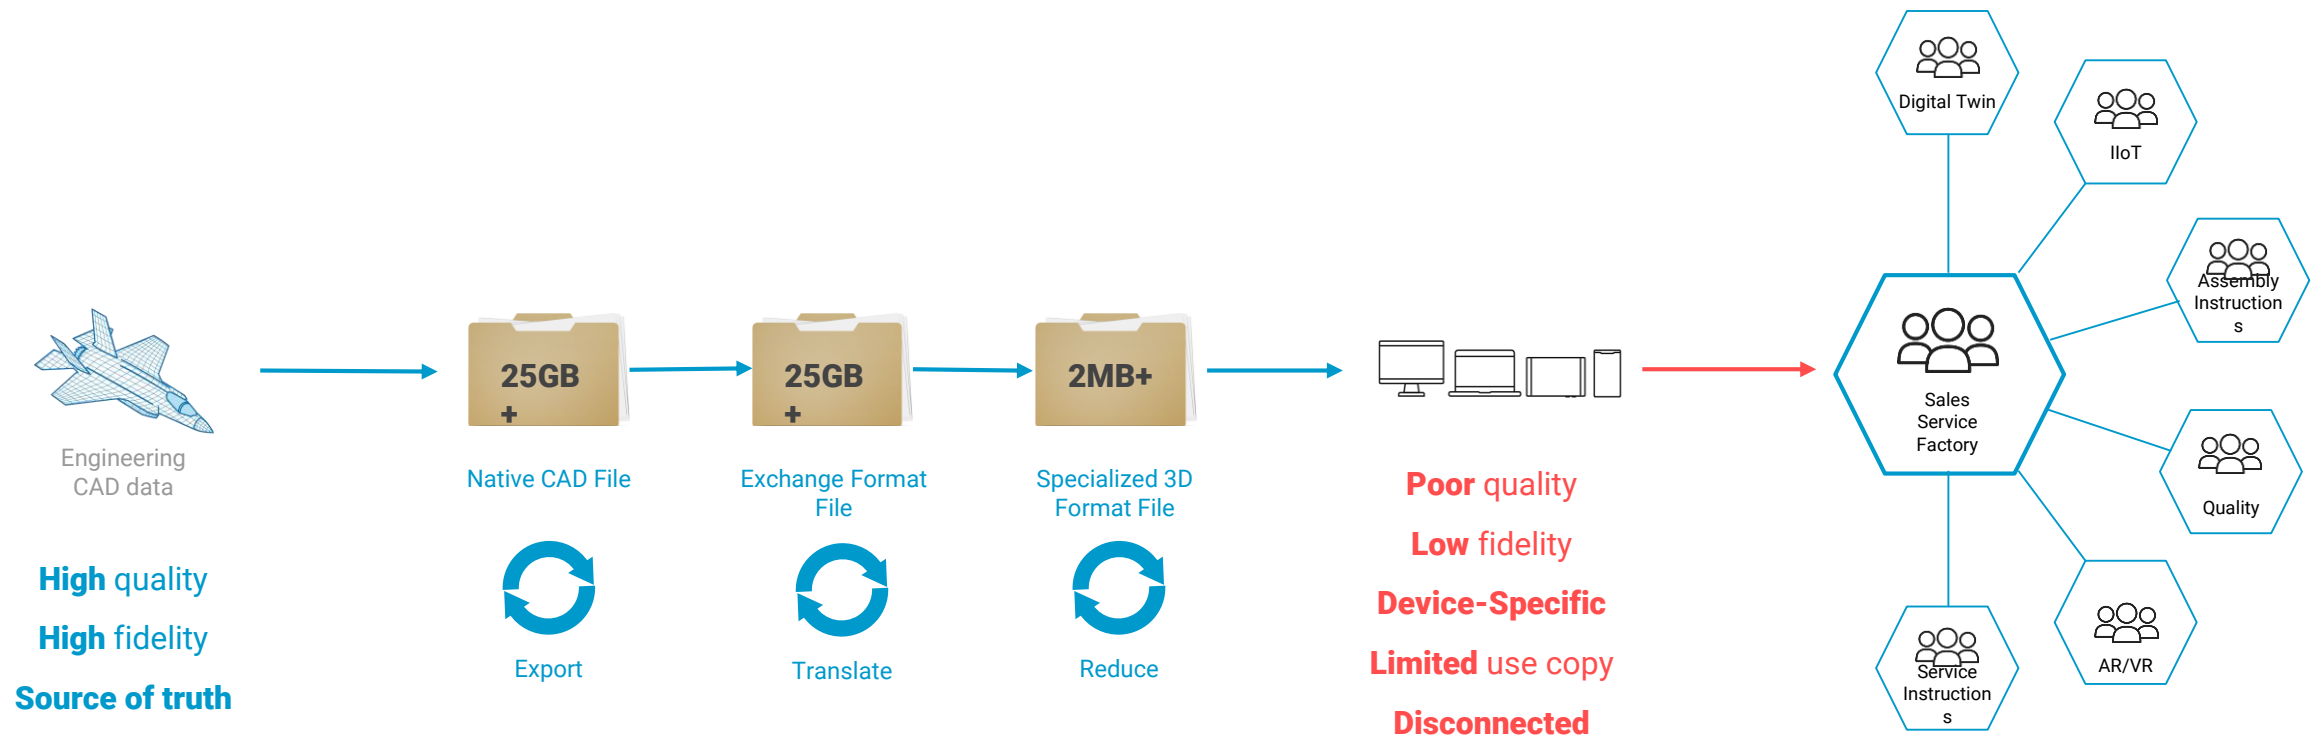 Engineering
CAD data
High quality
High fidelity
Source of truth
25GB
+
Native CAD File
Export
25GB
+
Exchange Format
File
Translate
2MB+
Specialized 3D
Format File
Reduce
Poor quality
Low fidelity
Device-Specific
Limited use copy
Disconnected
Sales
Service
Factory
Digital Twin
IIoT
Assembly
Instruction
s
Quality
AR/VR
Service
Instruction
s